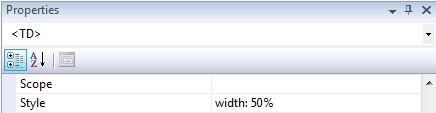 Properties
<TD>
Scope
Style width: 50%